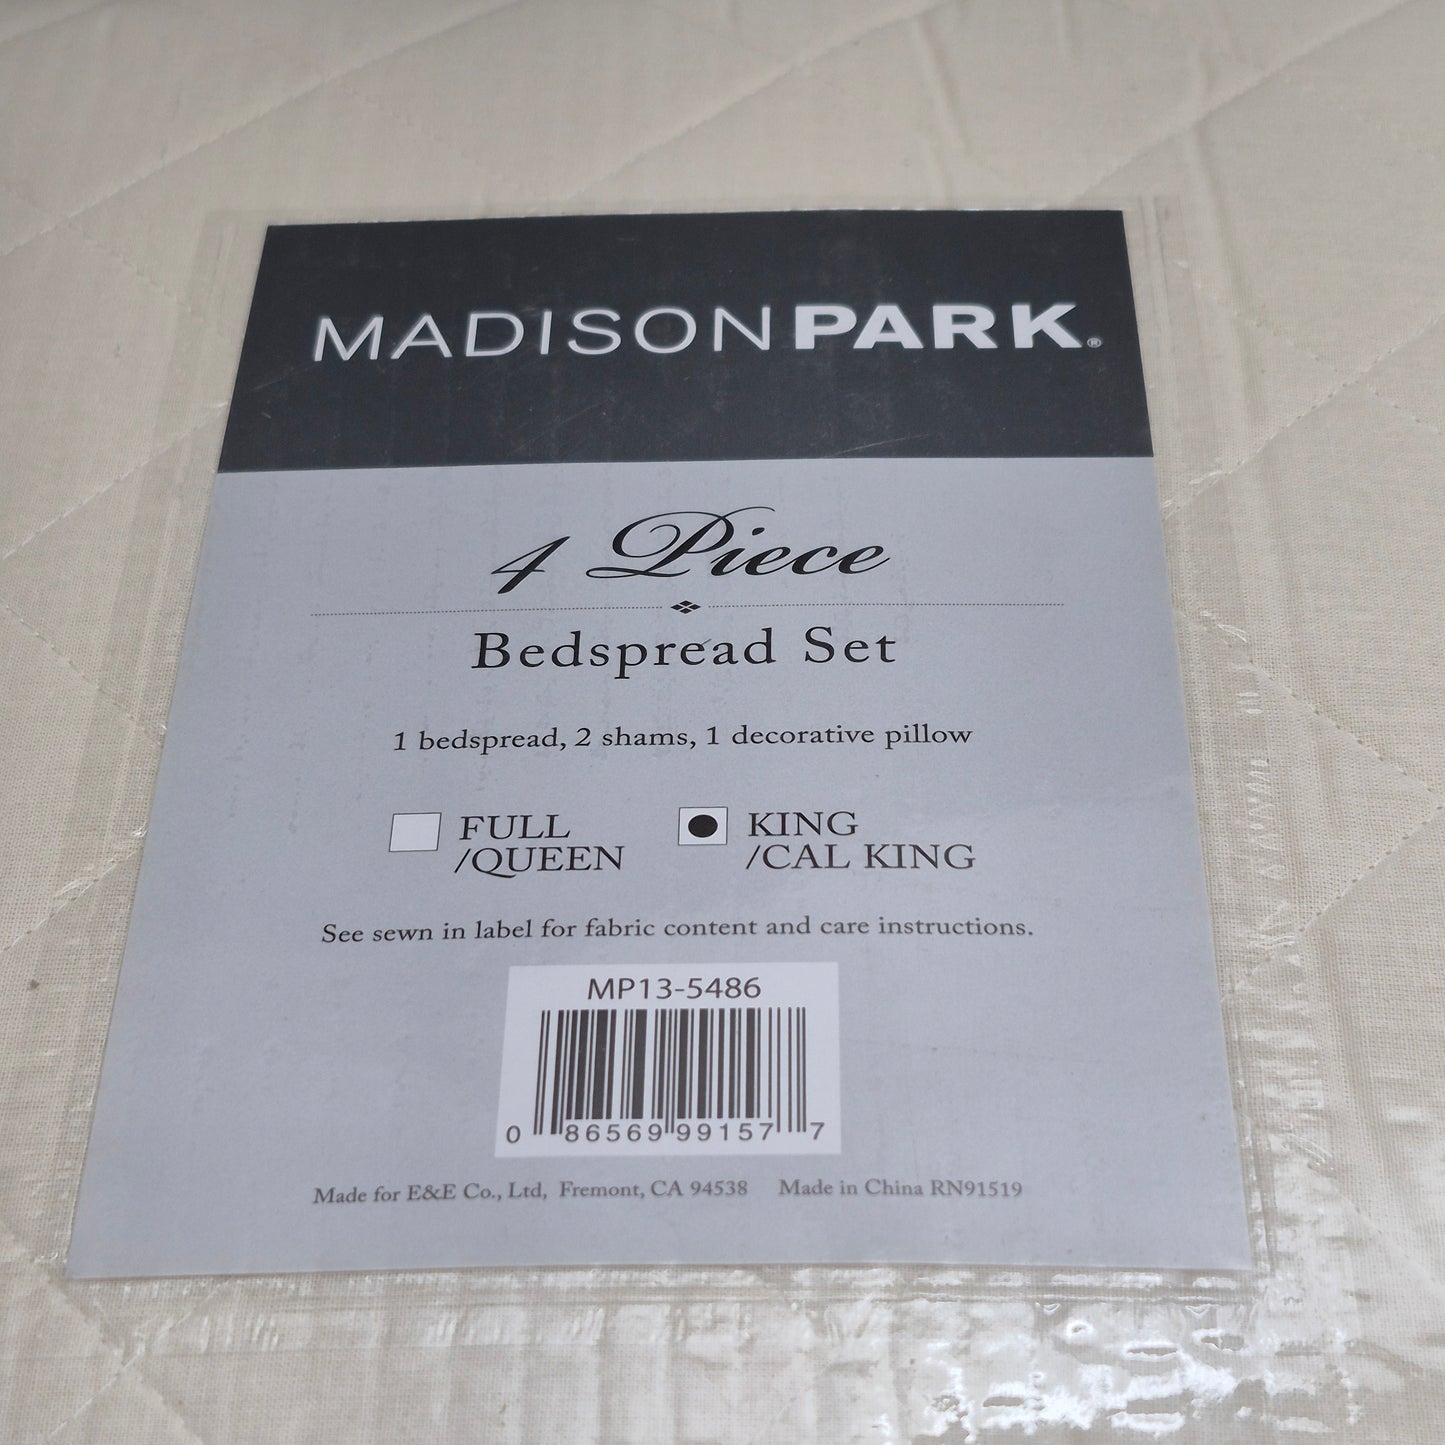 MADISONPARK®
4 Piece
Bedspread Set
1 bedspread, 2 shams, 1 decorative pillow
FULL
/QUEEN
KING
/CAL KING
See sewn in label for fabric content and care instructions.
MP13-5486
0 86569 99157 7
Made for E&E Co., Ltd, Fremont, CA 94538 Made in China RN91519